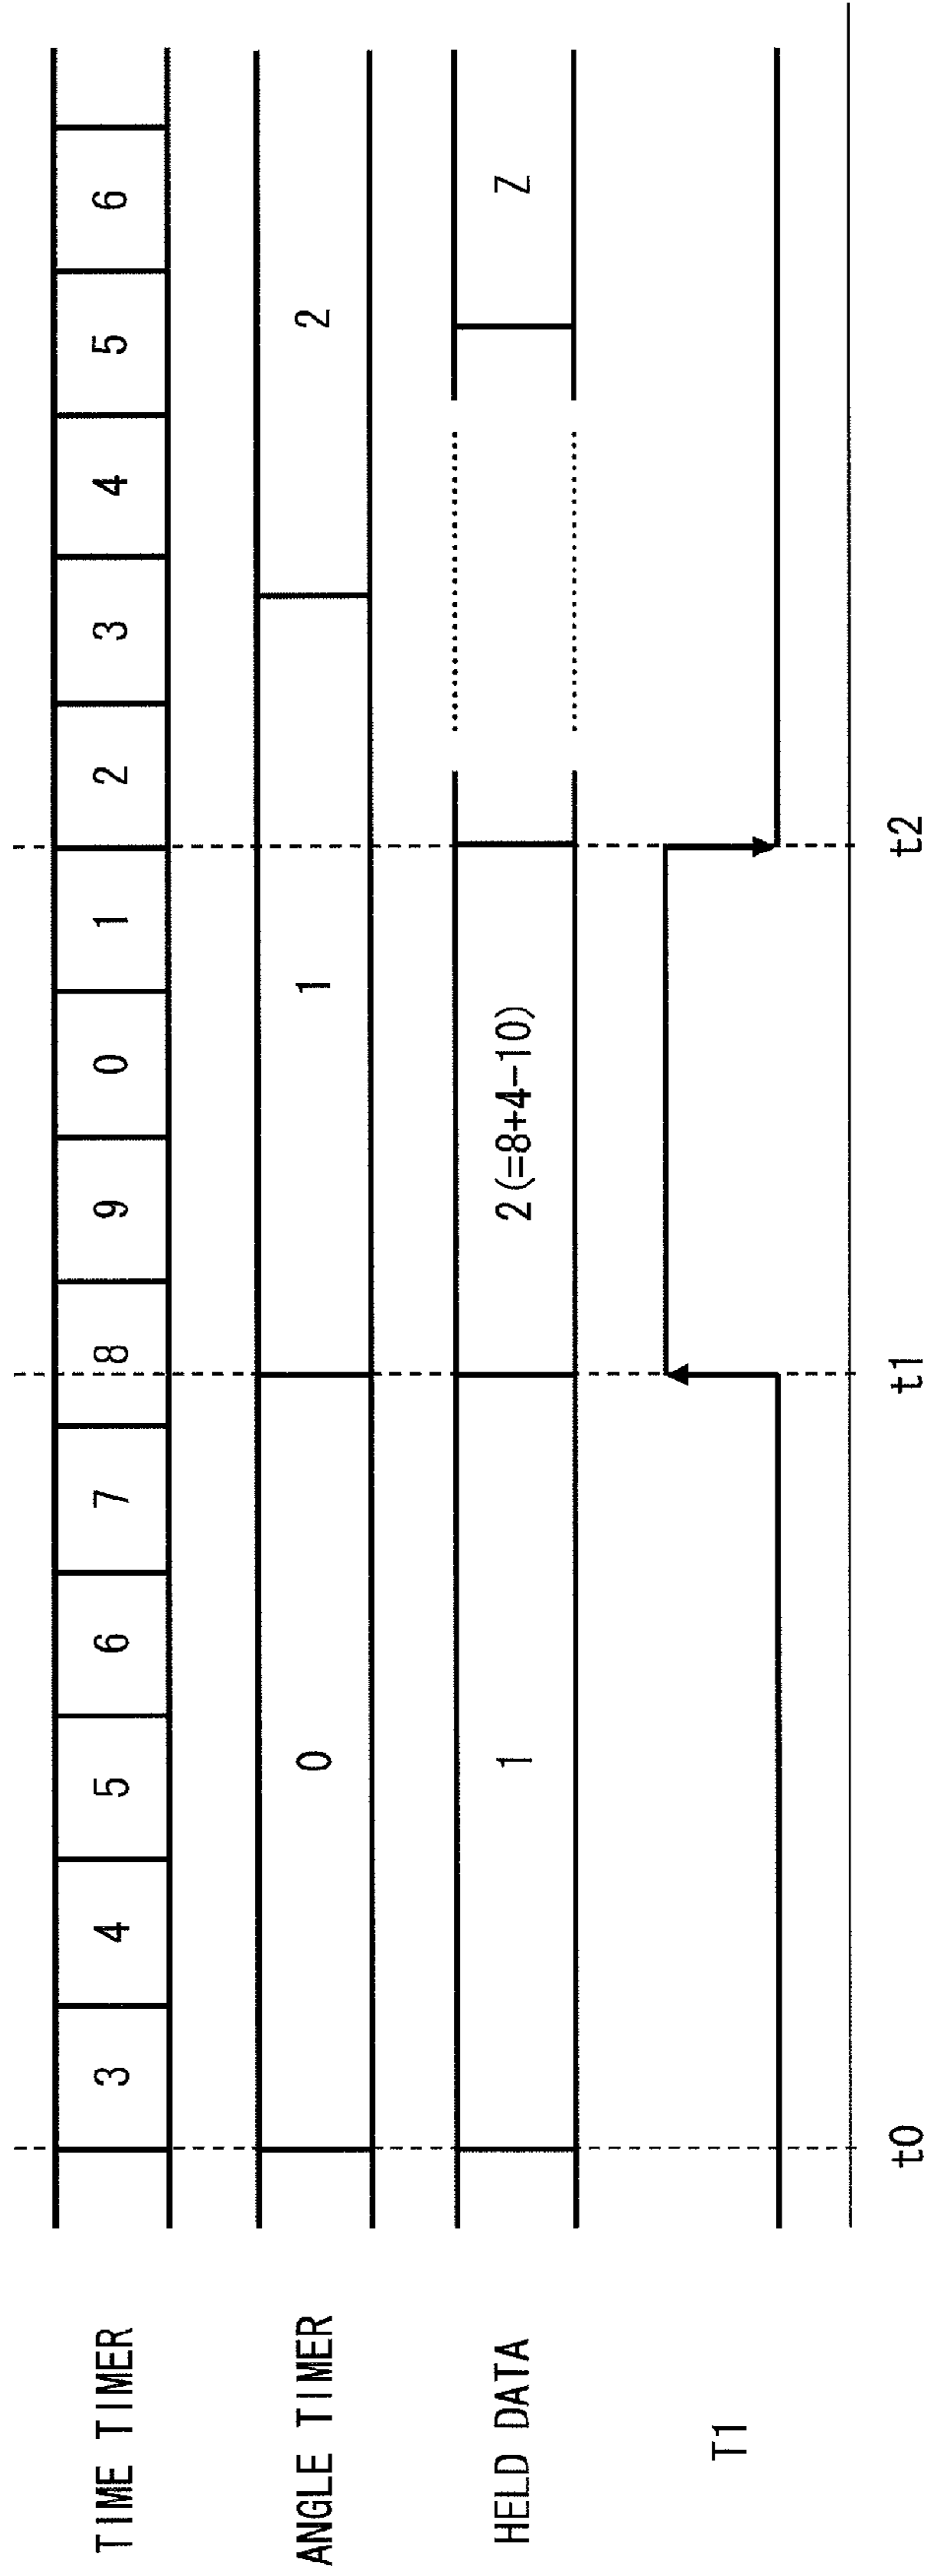 TIME TIMER 3 4 5 6 7 8 9 0 1 2 3 4 5 6
ANGLE TIMER 0 1 2
HELD DATA 1 2(=8+4-10) Z
T1
t0 t1 t2